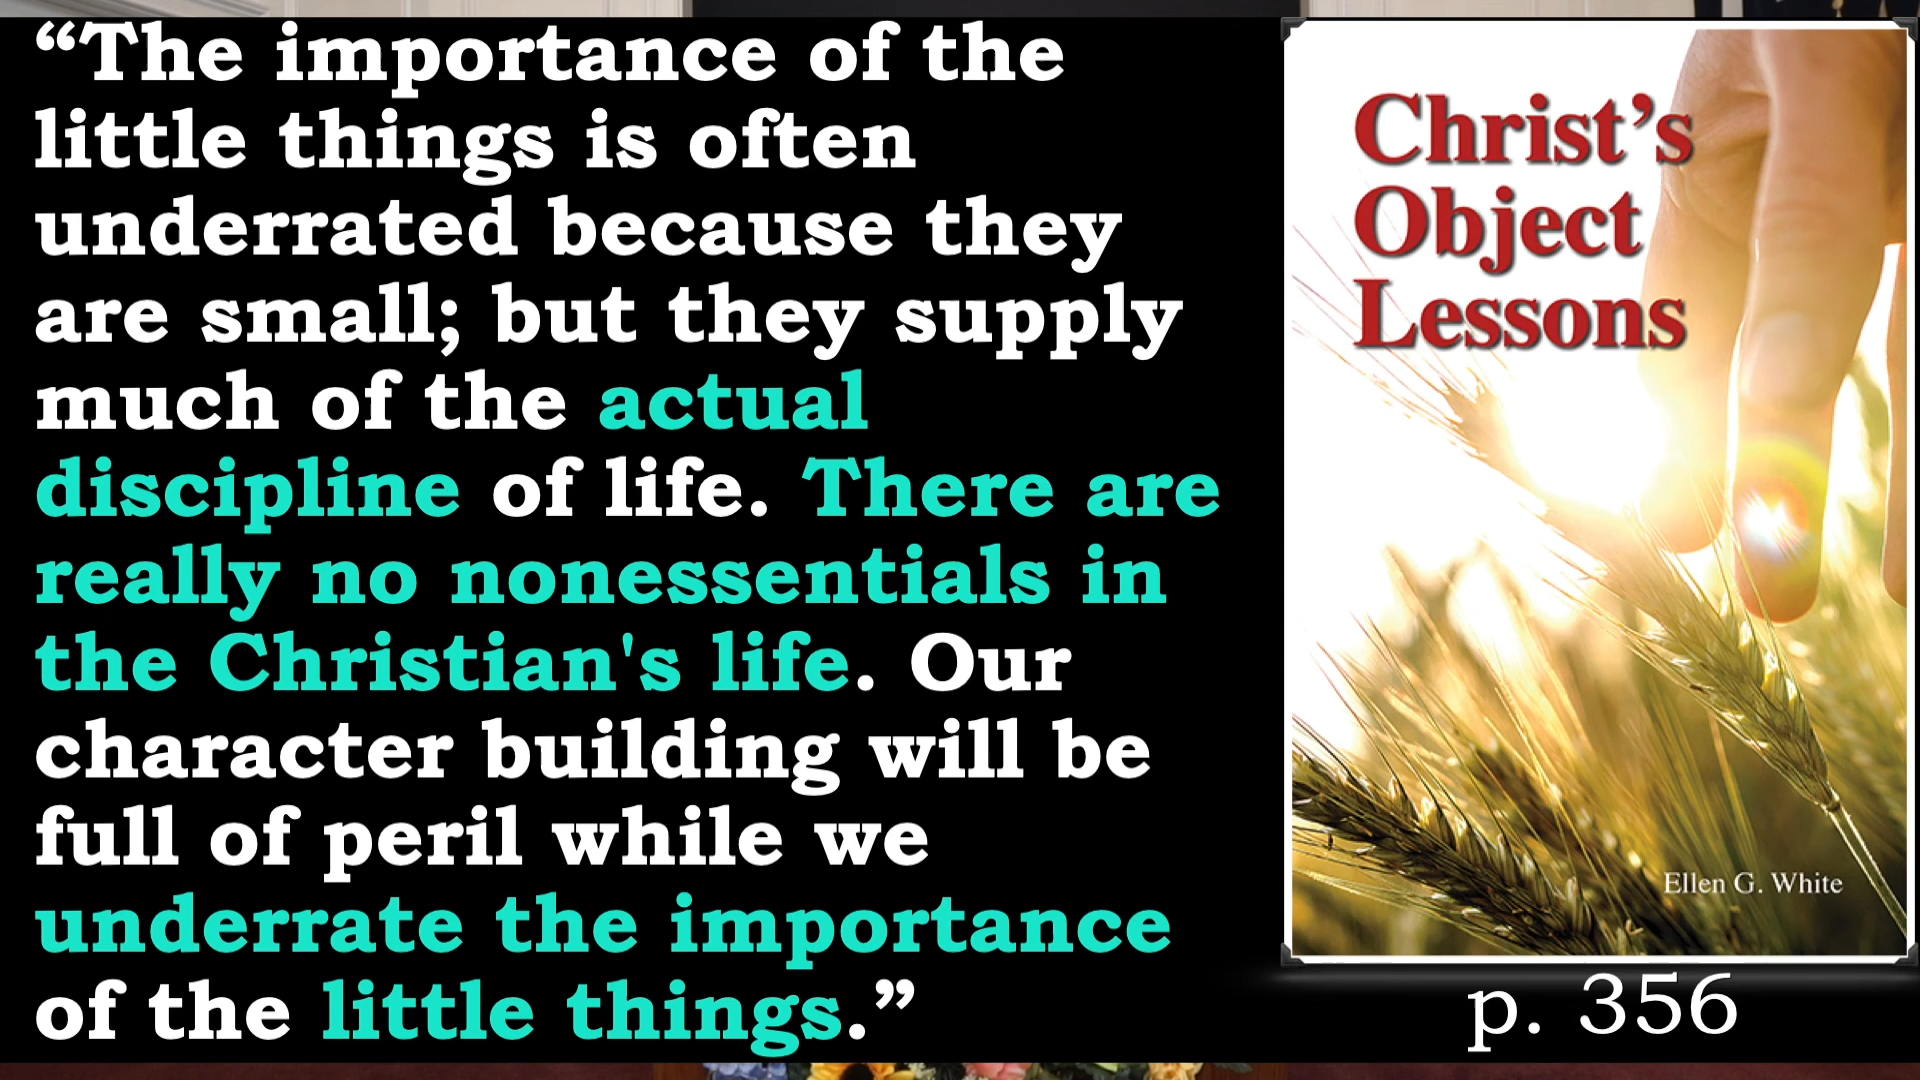 “The importance of the
little things is often
underrated because they
are small; but they supply
much of the actual
discipline of life. There are
really no nonessentials in
the Christian's life. Our
character building will be
full of peril while we
underrate the importance
of the little things.”
Christ’s
Object
Lessons
Ellen G. White
p. 356